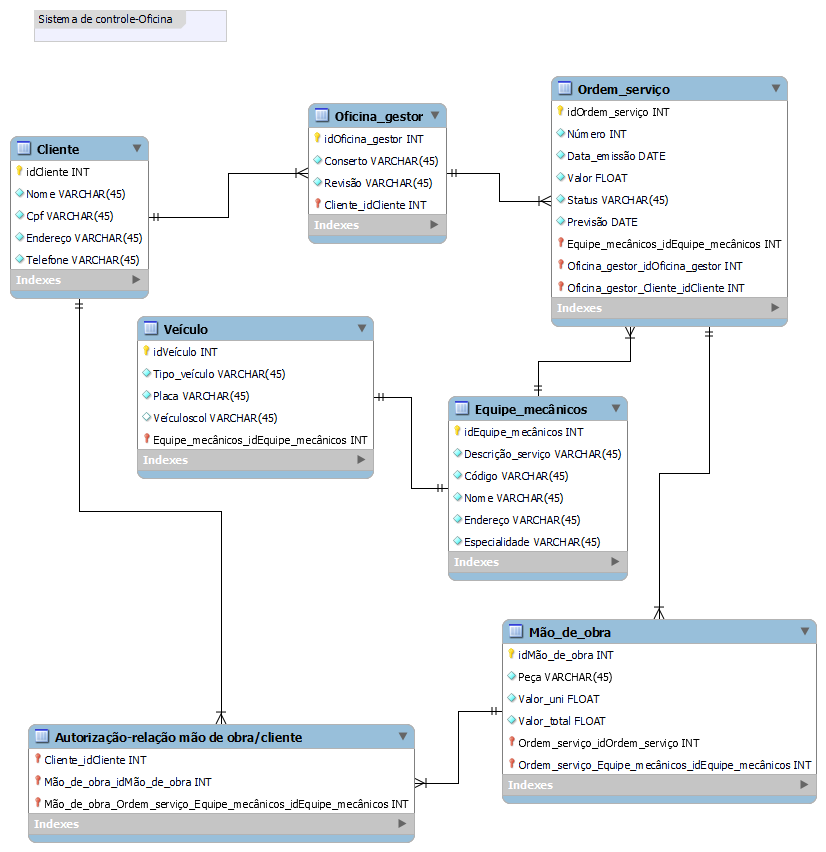 Sistema de controle-Oficina
Cliente
idCliente INT
Nome VARCHAR(45)
Cpf VARCHAR(45)
Endereço VARCHAR(45)
Telefone VARCHAR(45)
Indexes
Oficina_gestor
idOficina_gestor INT
Conserto VARCHAR(45)
Revisão VARCHAR(45)
Cliente_idCliente INT
Indexes
Ordem_serviço
idOrdem_serviço INT
Número INT
Data_emissão DATE
Valor FLOAT
Status VARCHAR(45)
Previsão DATE
Equipe_mecânicos_idEquipe_mecânicos INT
Oficina_gestor_idOficina_gestor INT
Oficina_gestor_Cliente_idCliente INT
Indexes
Veículo
idVeículo INT
Tipo_veículo VARCHAR(45)
Placa VARCHAR(45)
Veículoscol VARCHAR(45)
Equipe_mecânicos_idEquipe_mecânicos INT
Indexes
Equipe_mecânicos
idEquipe_mecânicos INT
Descrição_serviço VARCHAR(45)
Código VARCHAR(45)
Nome VARCHAR(45)
Endereço VARCHAR(45)
Especialidade VARCHAR(45)
Indexes
Mão_de_obra
idMão_de_obra INT
Peça VARCHAR(45)
Valor_uni FLOAT
Valor_total FLOAT
Ordem_serviço_idOrdem_serviço INT
Ordem_serviço_Equipe_mecânicos_idEquipe_mecânicos INT
Indexes
Autorização-relação mão de obra/cliente
Cliente_idCliente INT
Mão_de_obra_idMão_de_obra INT
Mão_de_obra_Ordem_serviço_Equipe_mecânicos_idEquipe_mecânicos INT
Indexes